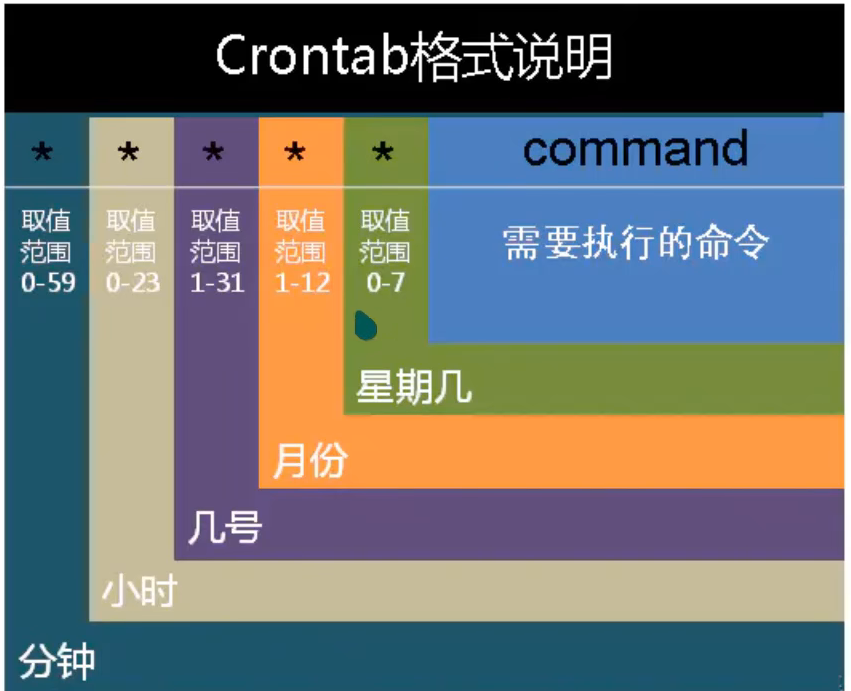 Crontab格式说明
* * * * * command
取值 取值 取值 取值 取值
范围 范围 范围 范围 范围
0-59 0-23 1-31 1-12 0-7
需要执行的命令
星期几
月份
几号
小时
分钟